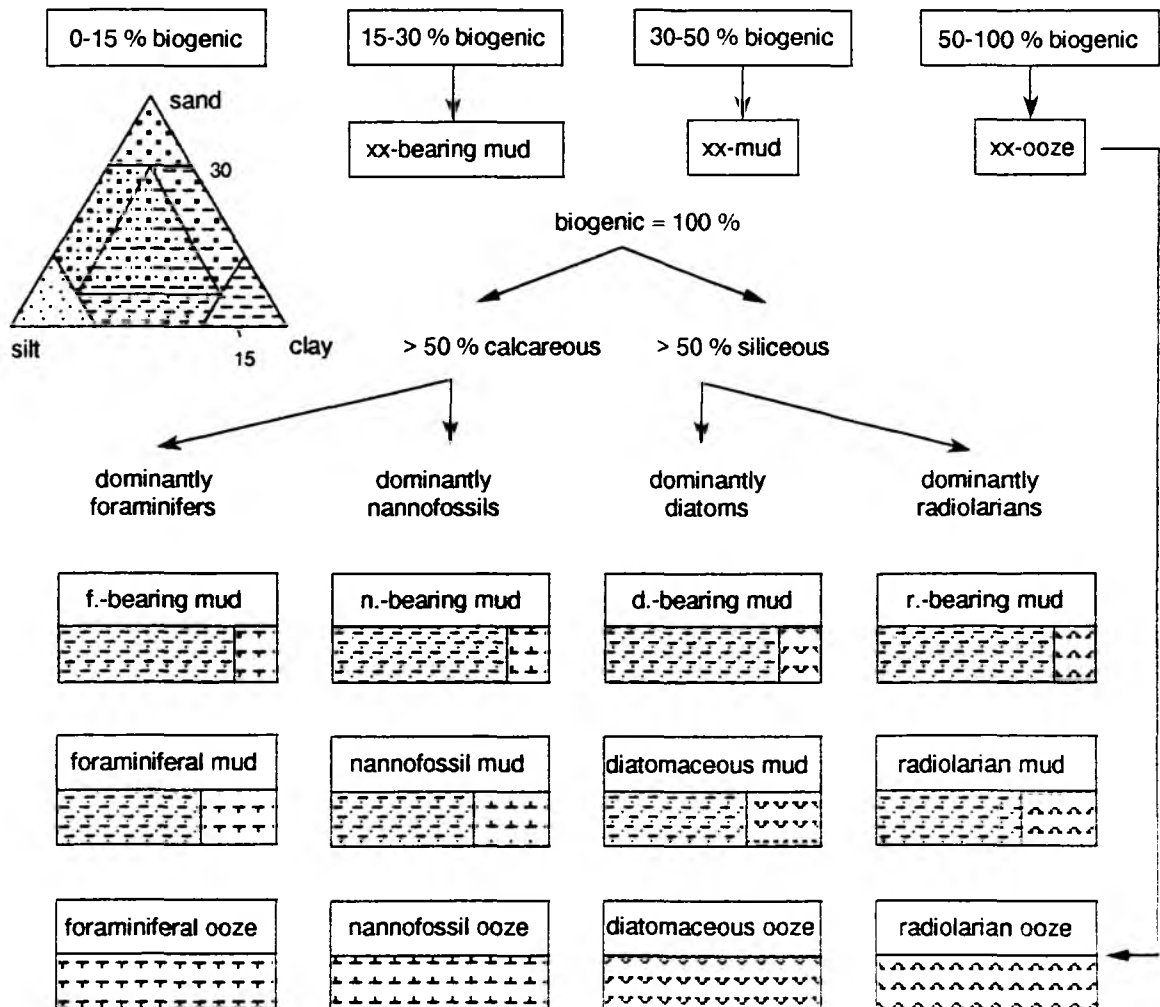 0-15 % biogenic
15-30 % biogenic
30-50 % biogenic
50-100 % biogenic
sand
30
silt
15
clay
xx-bearing mud
xx-mud
xx-ooze
biogenic = 100 %
> 50 % calcareous
> 50 % siliceous
dominantly
foraminifers
dominantly
nannofossils
dominantly
diatoms
dominantly
radiolarians
f.-bearing mud
n.-bearing mud
d.-bearing mud
r.-bearing mud
foraminiferal mud
nannofossil mud
diatomaceous mud
radiolarian mud
foraminiferal ooze
nannofossil ooze
diatomaceous ooze
radiolarian ooze